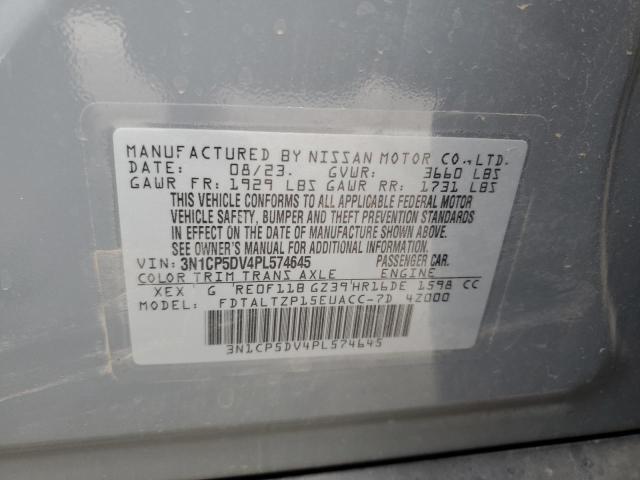 MANUFACTURED BY NISSAN MOTOR CO.,LTD.
DATE: 08/23. GVWR: 3660 LBS
GAWR FR: 1929 LBS GAWR RR: 1731 LBS
THIS VEHICLE CONFORMS TO ALL APPLICABLE FEDERAL MOTOR
VEHICLE SAFETY, BUMPER AND THEFT PREVENTION STANDARDS
IN EFFECT ON DATE OF MANUFACTURE SHOWN ABOVE.
SEE OWNER'S MANUAL FOR ADDITIONAL INFORMATION.
VIN: 3N1CP5DV4PL574645 PASSENGER CAR.
COLOR TRIM TRANS AXLE ENGINE
XEX G RE0F11B GZ39 HR16DE 1598 CC
MODEL: FDTALTZP15EUACC-7D 4Z000
3N1CP5DV4PL574645